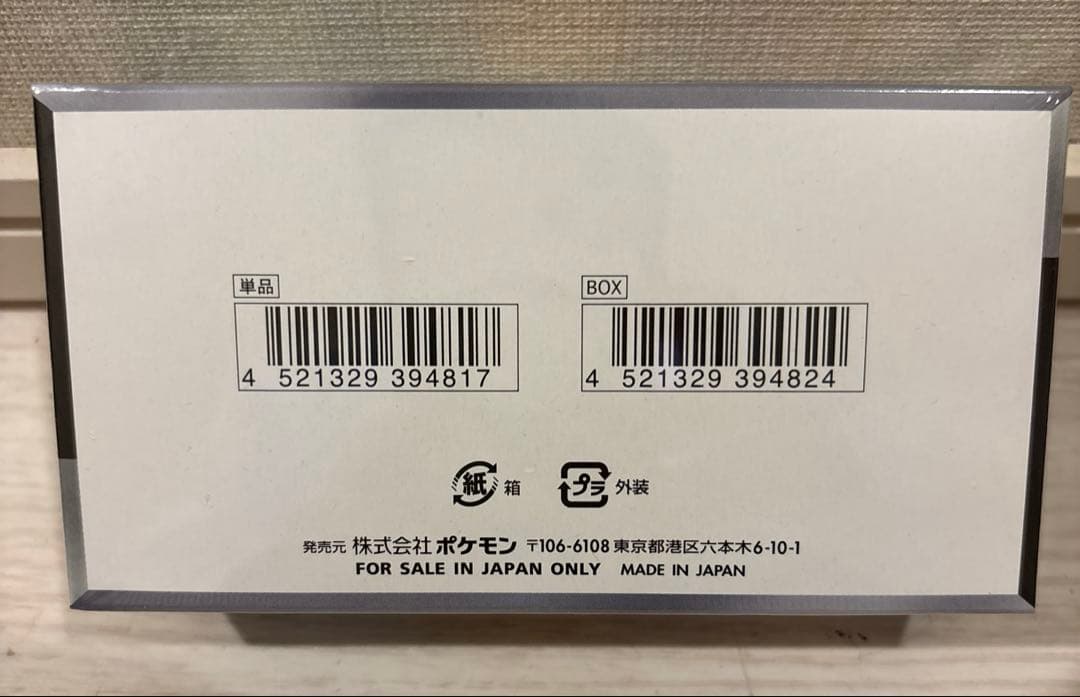 単品
4 521329 394817
BOX
4 521329 394824
紙 箱
プラ 外装
発売元 株式会社 ポケモン 〒106-6108 東京都港区六本木6-10-1
FOR SALE IN JAPAN ONLY MADE IN JAPAN